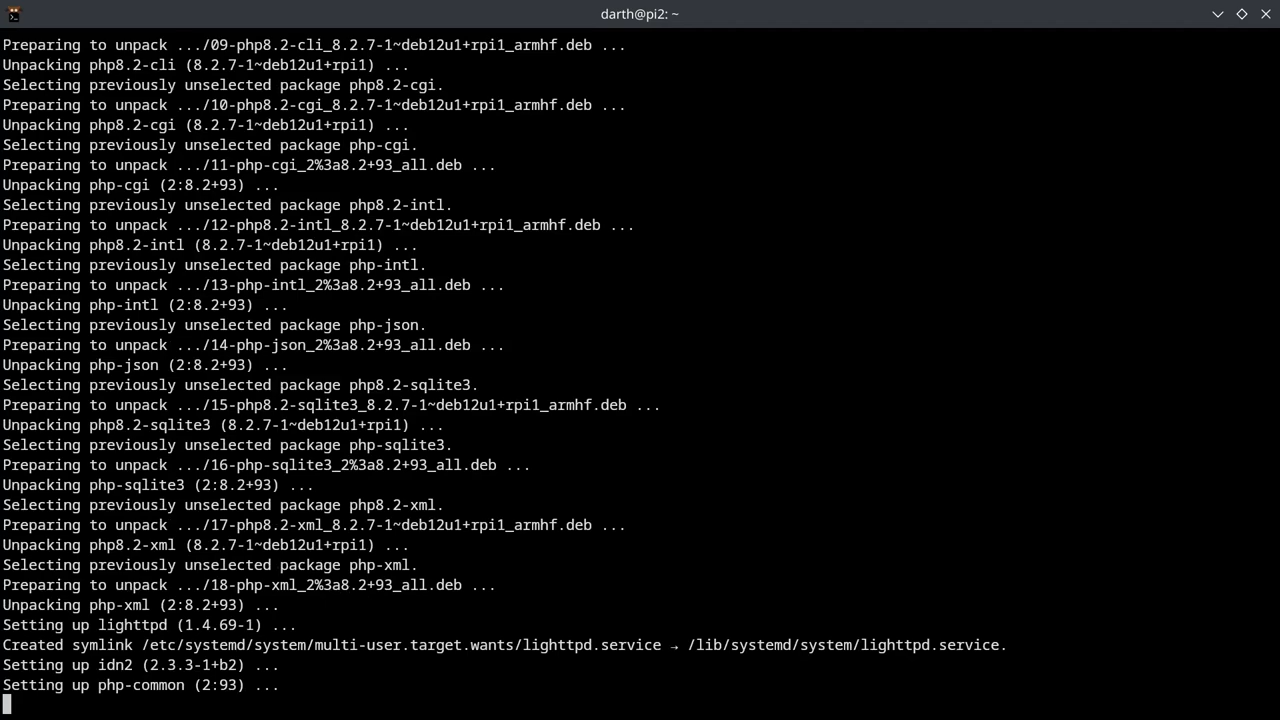 darth@pi2: ~
Preparing to unpack .../09-php8.2-cli_8.2.7-1~deb12u1+rpi1_armhf.deb ...
Unpacking php8.2-cli (8.2.7-1~deb12u1+rpi1) ...
Selecting previously unselected package php8.2-cgi.
Preparing to unpack .../10-php8.2-cgi_8.2.7-1~deb12u1+rpi1_armhf.deb ...
Unpacking php8.2-cgi (8.2.7-1~deb12u1+rpi1) ...
Selecting previously unselected package php-cgi.
Preparing to unpack .../11-php-cgi_2%3a8.2+93_all.deb ...
Unpacking php-cgi (2:8.2+93) ...
Selecting previously unselected package php8.2-intl.
Preparing to unpack .../12-php8.2-intl_8.2.7-1~deb12u1+rpi1_armhf.deb ...
Unpacking php8.2-intl (8.2.7-1~deb12u1+rpi1) ...
Selecting previously unselected package php-intl.
Preparing to unpack .../13-php-intl_2%3a8.2+93_all.deb ...
Unpacking php-intl (2:8.2+93) ...
Selecting previously unselected package php-json.
Preparing to unpack .../14-php-json_2%3a8.2+93_all.deb ...
Unpacking php-json (2:8.2+93) ...
Selecting previously unselected package php8.2-sqlite3.
Preparing to unpack .../15-php8.2-sqlite3_8.2.7-1~deb12u1+rpi1_armhf.deb ...
Unpacking php8.2-sqlite3 (8.2.7-1~deb12u1+rpi1) ...
Selecting previously unselected package php-sqlite3.
Preparing to unpack .../16-php-sqlite3_2%3a8.2+93_all.deb ...
Unpacking php-sqlite3 (2:8.2+93) ...
Selecting previously unselected package php8.2-xml.
Preparing to unpack .../17-php8.2-xml_8.2.7-1~deb12u1+rpi1_armhf.deb ...
Unpacking php8.2-xml (8.2.7-1~deb12u1+rpi1) ...
Selecting previously unselected package php-xml.
Preparing to unpack .../18-php-xml_2%3a8.2+93_all.deb ...
Unpacking php-xml (2:8.2+93) ...
Setting up lighttpd (1.4.69-1) ...
Created symlink /etc/systemd/system/multi-user.target.wants/lighttpd.service → /lib/systemd/system/lighttpd.service.
Setting up idn2 (2.3.3-1+b2) ...
Setting up php-common (2:93) ...